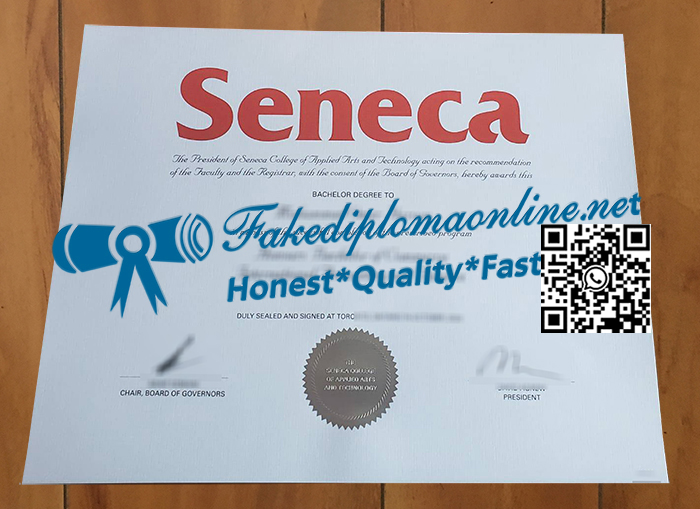 Seneca
The President of Seneca College of Applied Arts and Technology acting on the recommendation
of the Faculty and the Registrar, with the consent of the Board of Governors, hereby awards this
BACHELOR DEGREE TO
Fakediplomaonline.net
program
Honest*Quality*Fast
DULY SEALED AND SIGNED AT TORO
THE
SENECA COLLEGE
OF APPLIED ARTS
AND TECHNOLOGY
CHAIR, BOARD OF GOVERNORS
PRESIDENT